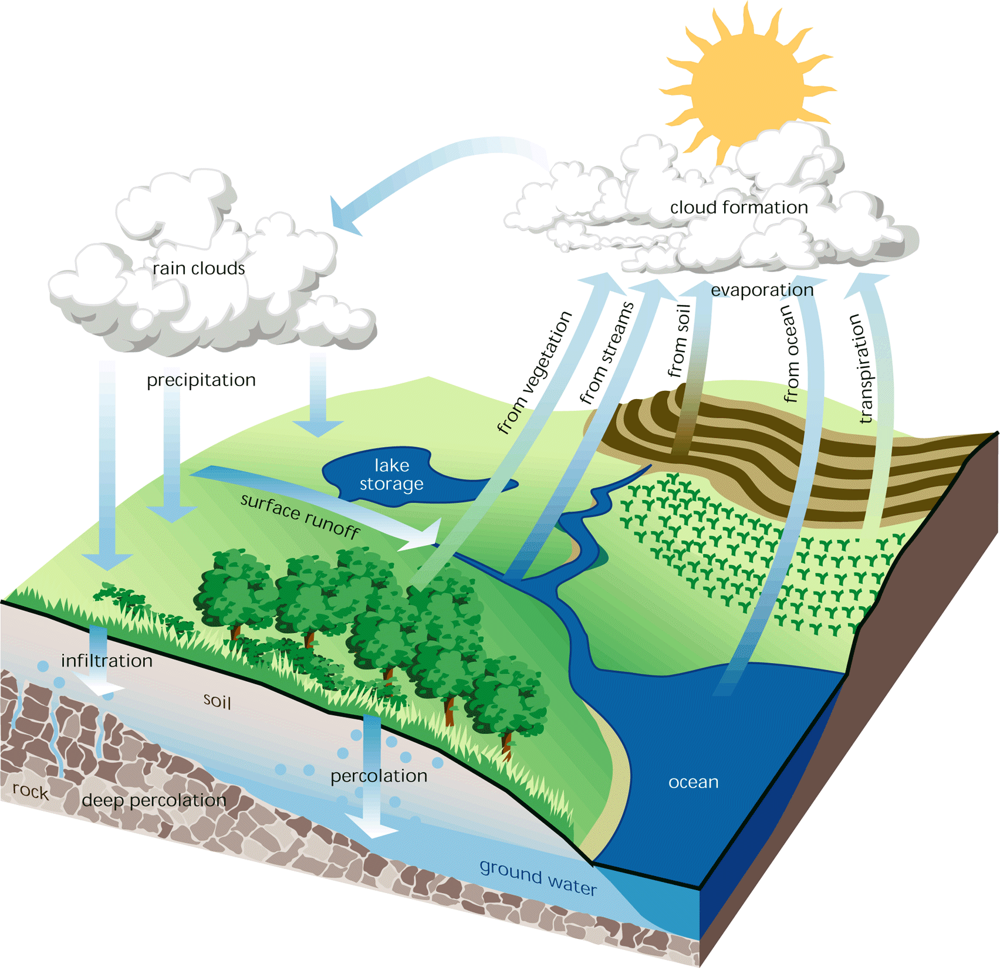 cloud formation
rain clouds
evaporation
precipitation
from vegetation
from streams
from soil
from ocean
transpiration
lake
storage
surface runoff
infiltration
soil
percolation
ocean
rock
deep percolation
ground water